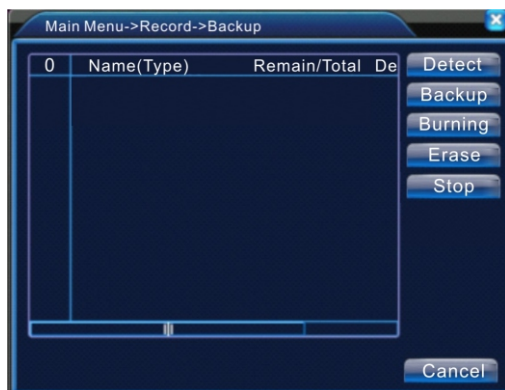 Main Menu->Record->Backup
0 Name(Type) Remain/Total De
Detect
Backup
Burning
Erase
Stop
Cancel